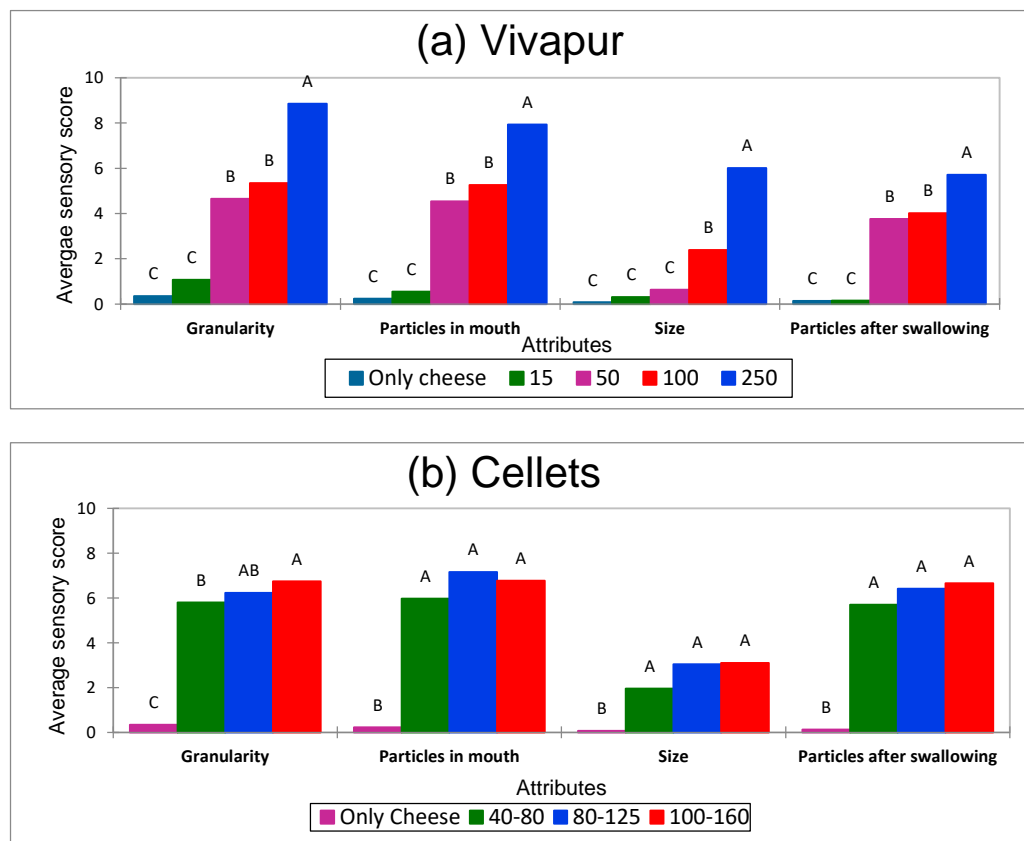 (a) Vivapur
Avergae sensory score
10
8
6
4
2
0
C C B B A
C C B B A
C C C B A
C C B B A
Granularity Particles in mouth Size Particles after swallowing
Attributes
Only cheese 15 50 100 250
(b) Cellets
Average sensory score
10
8
6
4
2
0
C B AB A
B A A A
B A A A
B A A A
Granularity Particles in mouth Size Particles after swallowing
Attributes
Only Cheese 40-80 80-125 100-160